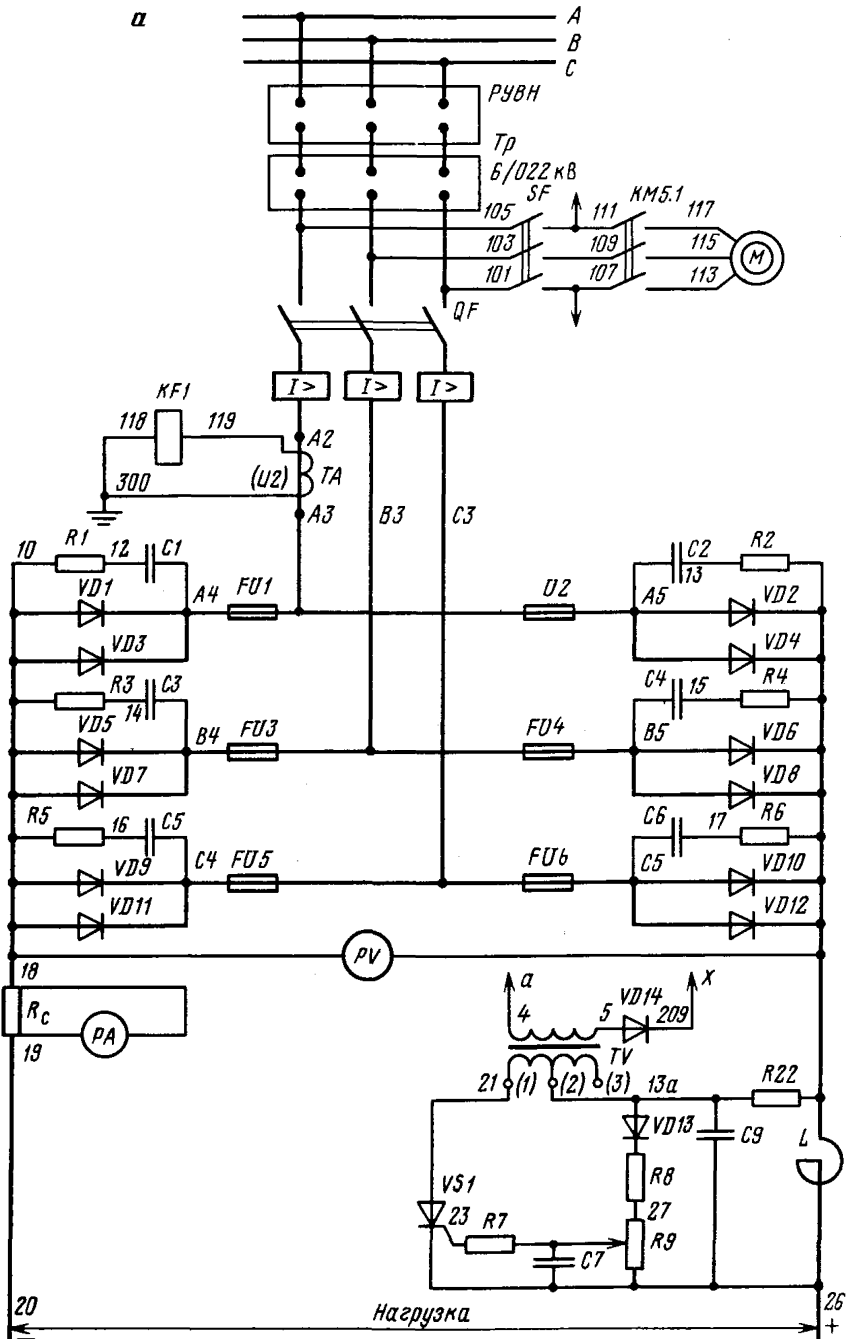 а
A
B
C
РУВН
Тр
6/022 кВ
SF
KM5.1
105
111
117
103
109
115
101
107
113
M
QF
I >
I >
I >
KF1
118
119
A2
300
(U2)
TA
A3
B3
C3
10
R1
12
C1
C2
13
R2
VD1
A4
FU1
U2
A5
VD2
VD3
VD4
R3
14
C3
C4
15
R4
VD5
B4
FU3
FU4
B5
VD6
VD7
VD8
R5
16
C5
C6
17
R6
VD9
C4
FU5
FU6
C5
VD10
VD11
VD12
PV
18
a
VD14
x
Rc
4
5
209
PA
TV
19
21
(1)
(2)
(3)
13a
R22
VD13
C9
L
R8
VS1
23
R7
27
R9
C7
20
Нагрузка
26
−
+